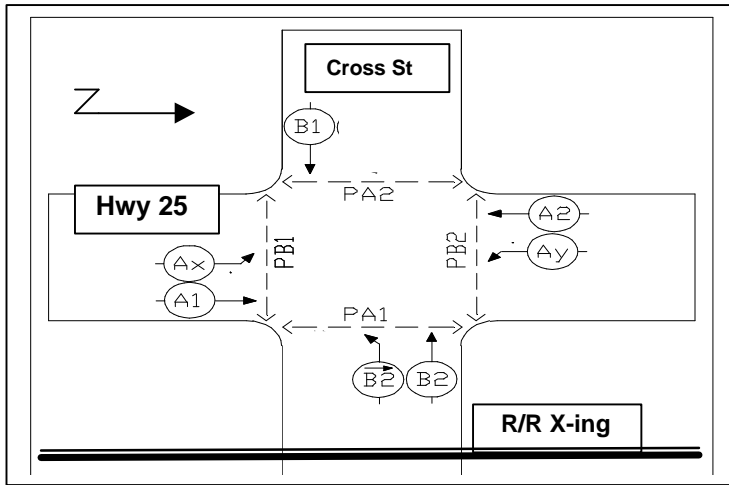 Cross St
B1
PA2
Hwy 25
A2
PB1
PB2
Ay
Ax
A1
PA1
B2
B2
R/R X-ing